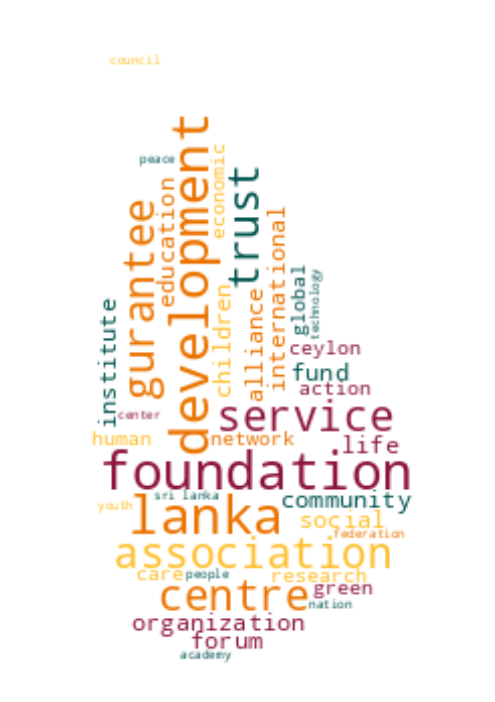 council
development
peace
economic
trust
education
gurantee
international
global
technology
children
alliance
institute
ceylon
fund
action
service
center
human
network
life
foundation
sri lanka
community
youth
lanka
social
federation
association
care
people
research
centre
green
nation
organization
forum
academy